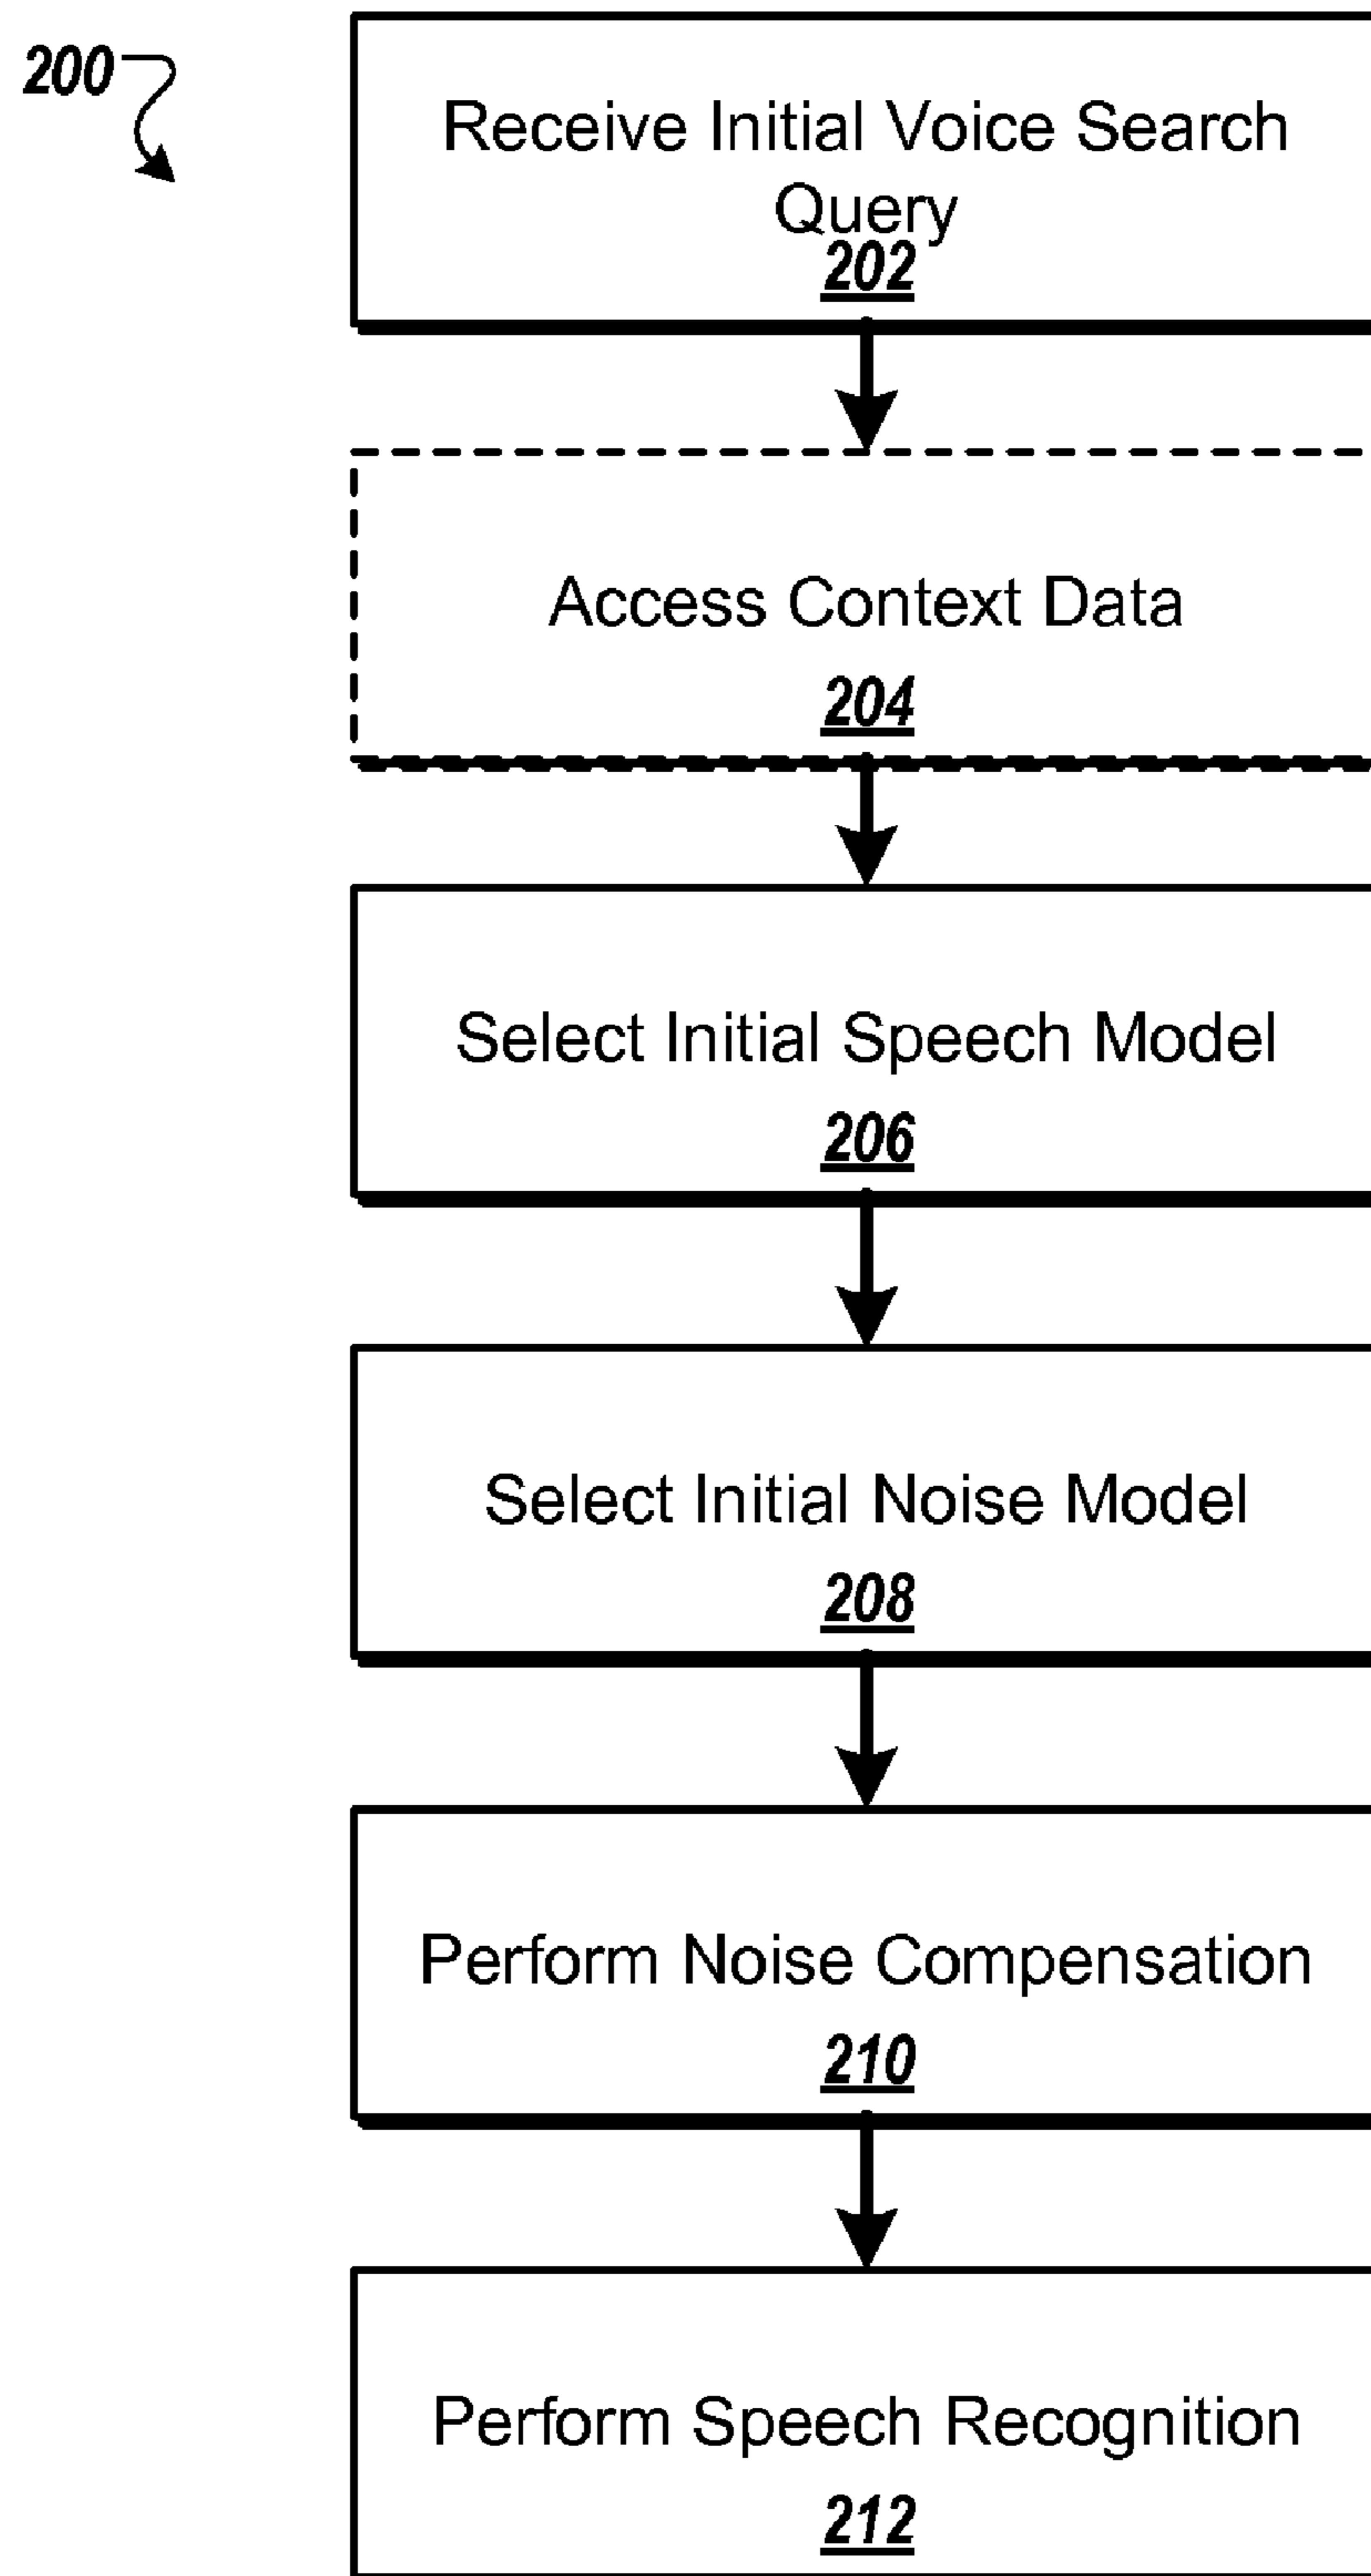 200
Receive Initial Voice Search
Query
202
Access Context Data
204
Select Initial Speech Model
206
Select Initial Noise Model
208
Perform Noise Compensation
210
Perform Speech Recognition
212